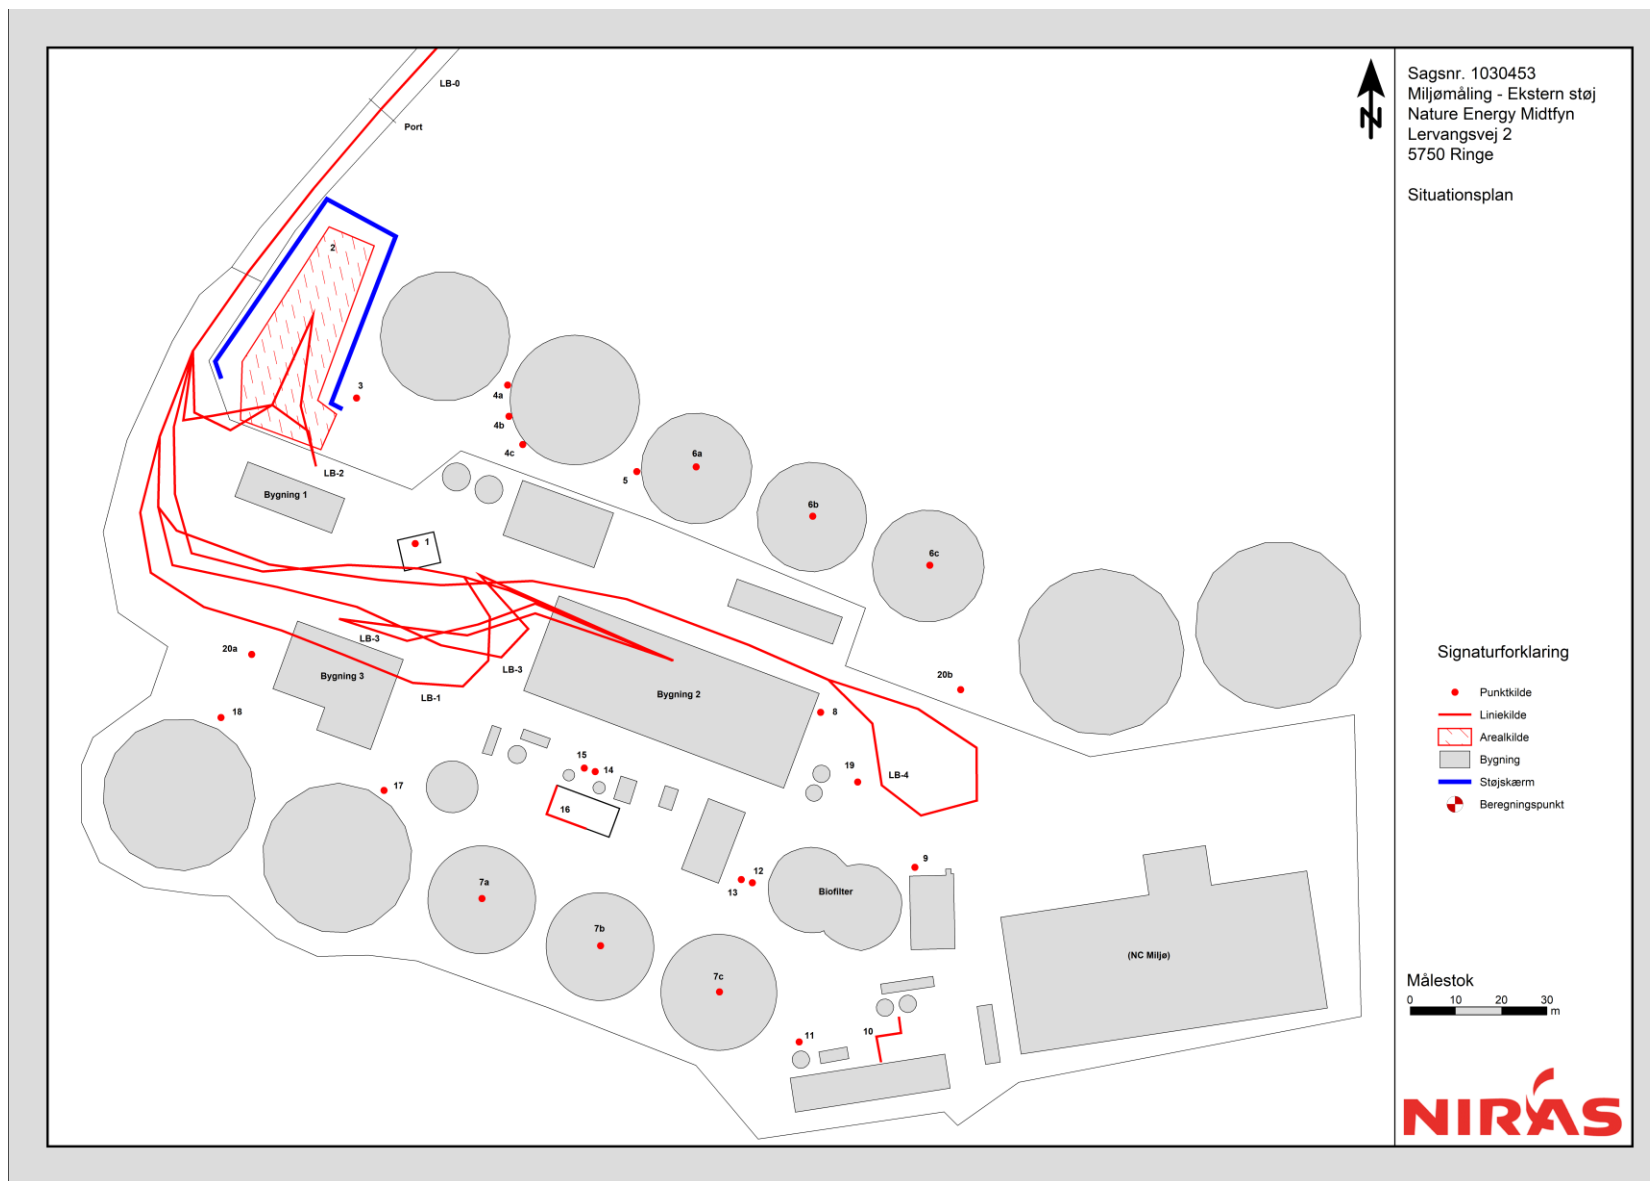 LB-0
Port
2
3
4a
4b
4c
LB-2
5
6a
Bygning 1
6b
1
6c
LB-3
20a
LB-3
Bygning 3
20b
Bygning 2
LB-1
18
8
15
14
19
LB-4
17
16
9
12
7a
13
Biofilter
7b
(NC Miljø)
7c
10
11
N
Sagsnr. 1030453
Miljømåling - Ekstern støj
Nature Energy Midtfyn
Lervangsvej 2
5750 Ringe
Situationsplan
Signaturforklaring
Punktkilde
Liniekilde
Arealkilde
Bygning
Støjskærm
Beregningspunkt
Målestok
0 10 20 30
m
NIRAS